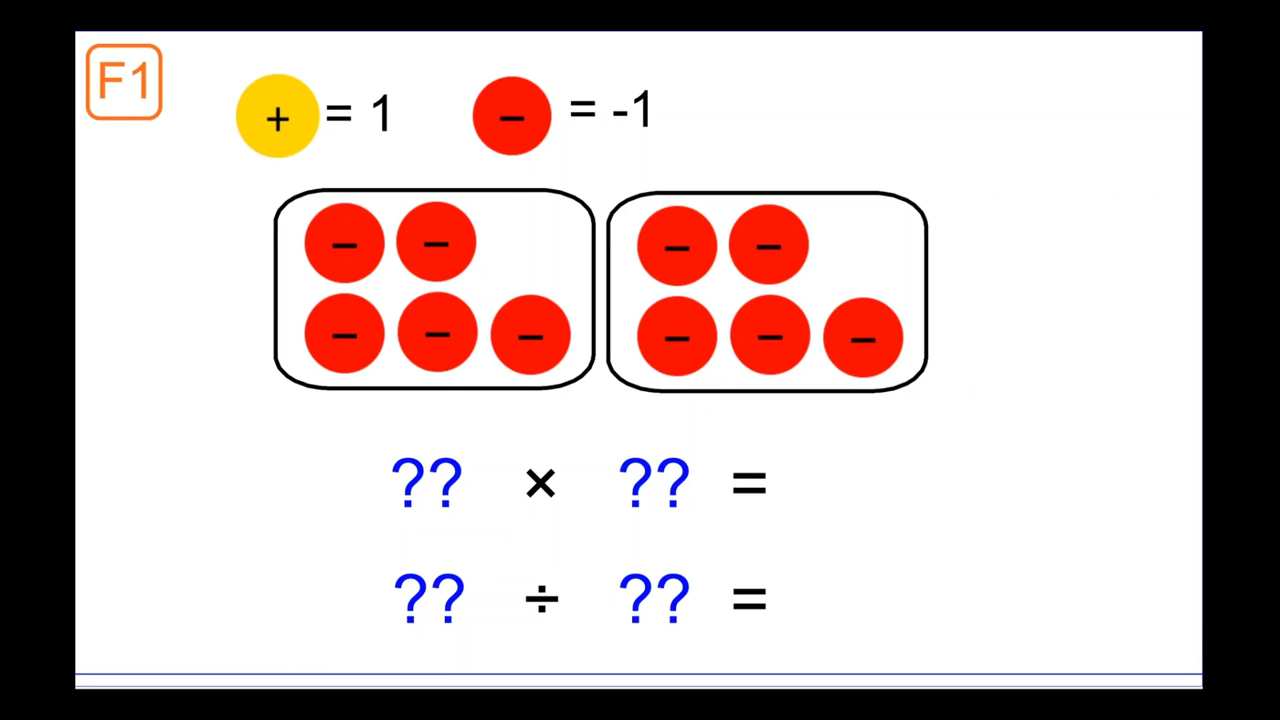 F1
+ = 1 - = -1
- - - -
- - - - - -
?? × ?? =
?? ÷ ?? =